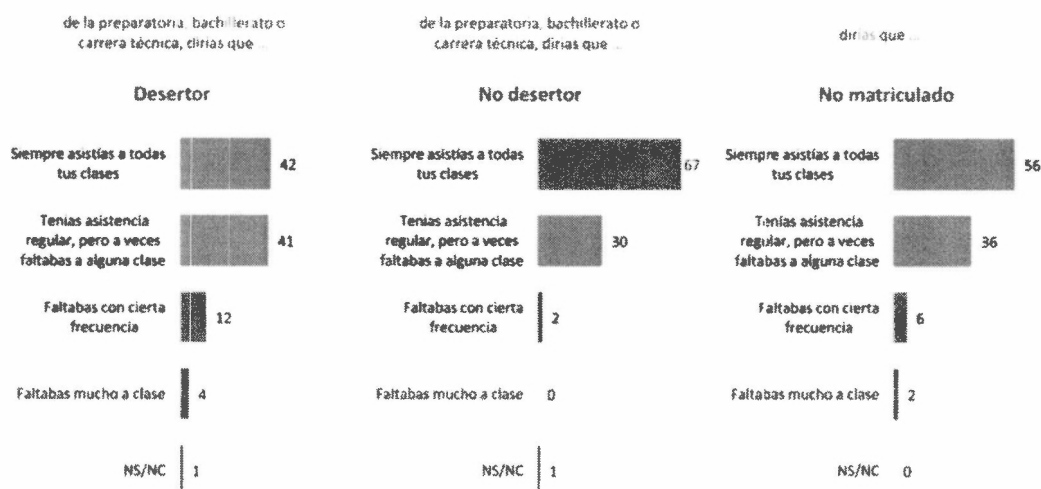 de la preparatoria, bachillerato o
carrera técnica, dirías que ...
Desertor
Siempre asistías a todas
tus clases
42
Tenías asistencia
regular, pero a veces
faltabas a alguna clase
41
Faltabas con cierta
frecuencia
12
Faltabas mucho a clase
4
NS/NC
1
de la preparatoria, bachillerato o
carrera técnica, dirías que ...
No desertor
Siempre asistías a todas
tus clases
67
Tenías asistencia
regular, pero a veces
faltabas a alguna clase
30
Faltabas con cierta
frecuencia
2
Faltabas mucho a clase
0
NS/NC
1
dirías que ...
No matriculado
Siempre asistías a todas
tus clases
56
Tenías asistencia
regular, pero a veces
faltabas a alguna clase
36
Faltabas con cierta
frecuencia
6
Faltabas mucho a clase
2
NS/NC
0